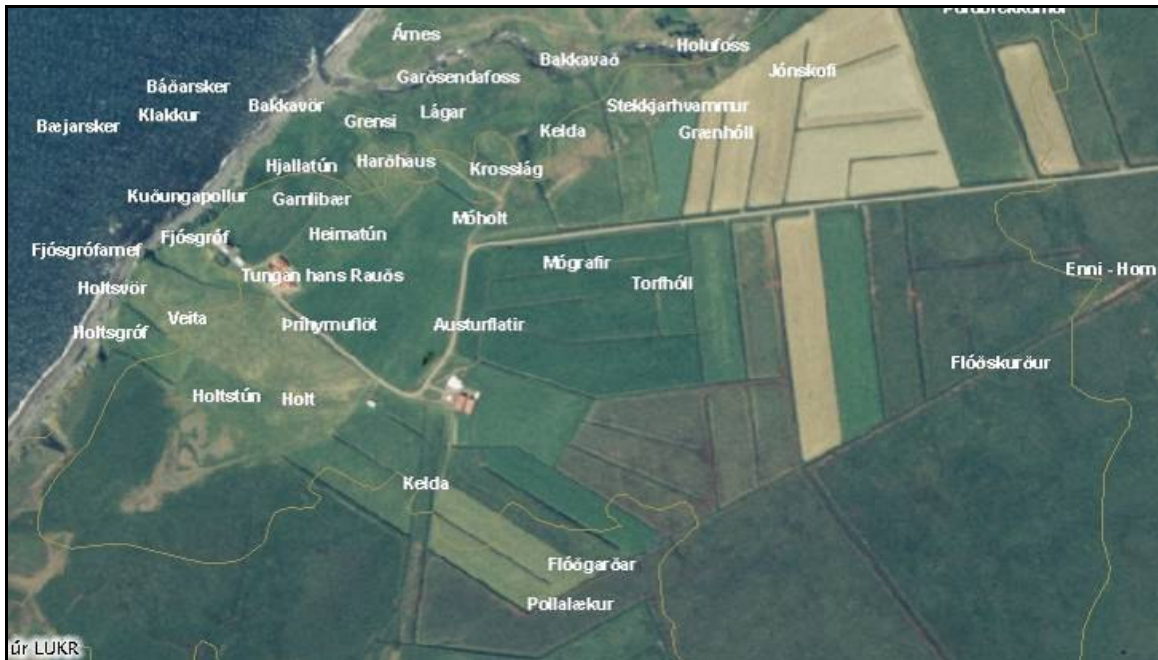 Árnes
Holufoss
Bakkavað
Jónskofi
Garðsendafoss
Báðarsker
Bakkavör
Stekkjarhvammur
Klakkur
Lágar
Grensi
Bæjarsker
Kelda
Grænhóll
Hjallatún
Harðhaus
Krosslág
Kuðungapollur
Gamlibær
Móholt
Fjósgróf
Heimatún
Fjósgrófarnef
Mógrafir
Enni - Horn
Tungan hans Rauðs
Torfhóll
Holtsvör
Veita
Þríhyrnuflöt
Austurflatir
Holtsgróf
Flóðskurður
Holtstún
Holt
Kelda
Flóðgarðar
Pollalækur
úr LUKR